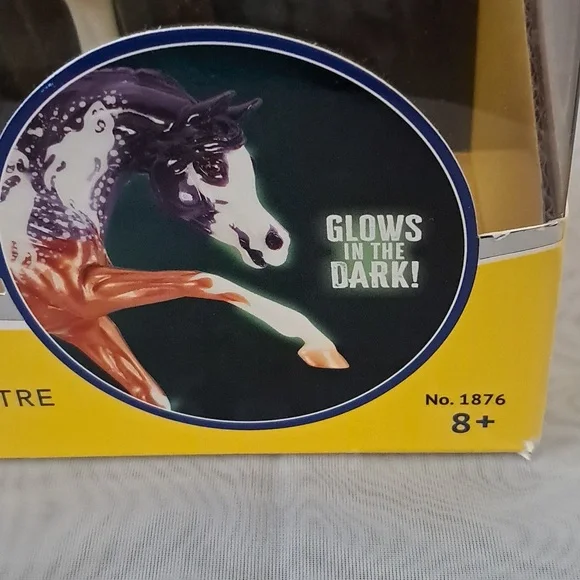 GLOWS
IN THE
DARK!
TRE
No. 1876
8+